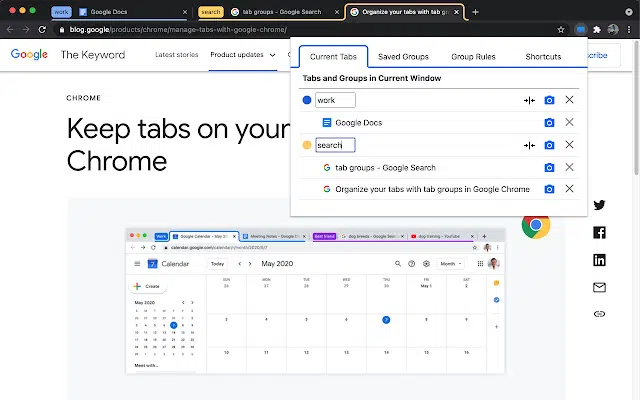 work
Google Docs
search
tab groups - Google Search
Organize your tabs with tab gro
blog.google/products/chrome/manage-tabs-with-google-chrome/
Google
The Keyword
Latest stories
Product updates
Subscribe
Current Tabs
Saved Groups
Group Rules
Shortcuts
Tabs and Groups in Current Window
work
Google Docs
search
tab groups - Google Search
Organize your tabs with tab groups in Google Chrome
CHROME
Keep tabs on your
Chrome
Work
Google Calendar - May 20
Meeting Notes - Google Doc
Best friend
dog breeds - Google Sear
dog training - YouTube
calendar.google.com/calendar/r/month/2020/5/7
Calendar
Today
May 2020
Month
Create
May 2020
SUN
MON
TUE
WED
THU
FRI
SAT
26
27
28
29
30
May 1
2
3
4
5
6
7
8
9
10
11
12
13
14
15
16
Meet with...